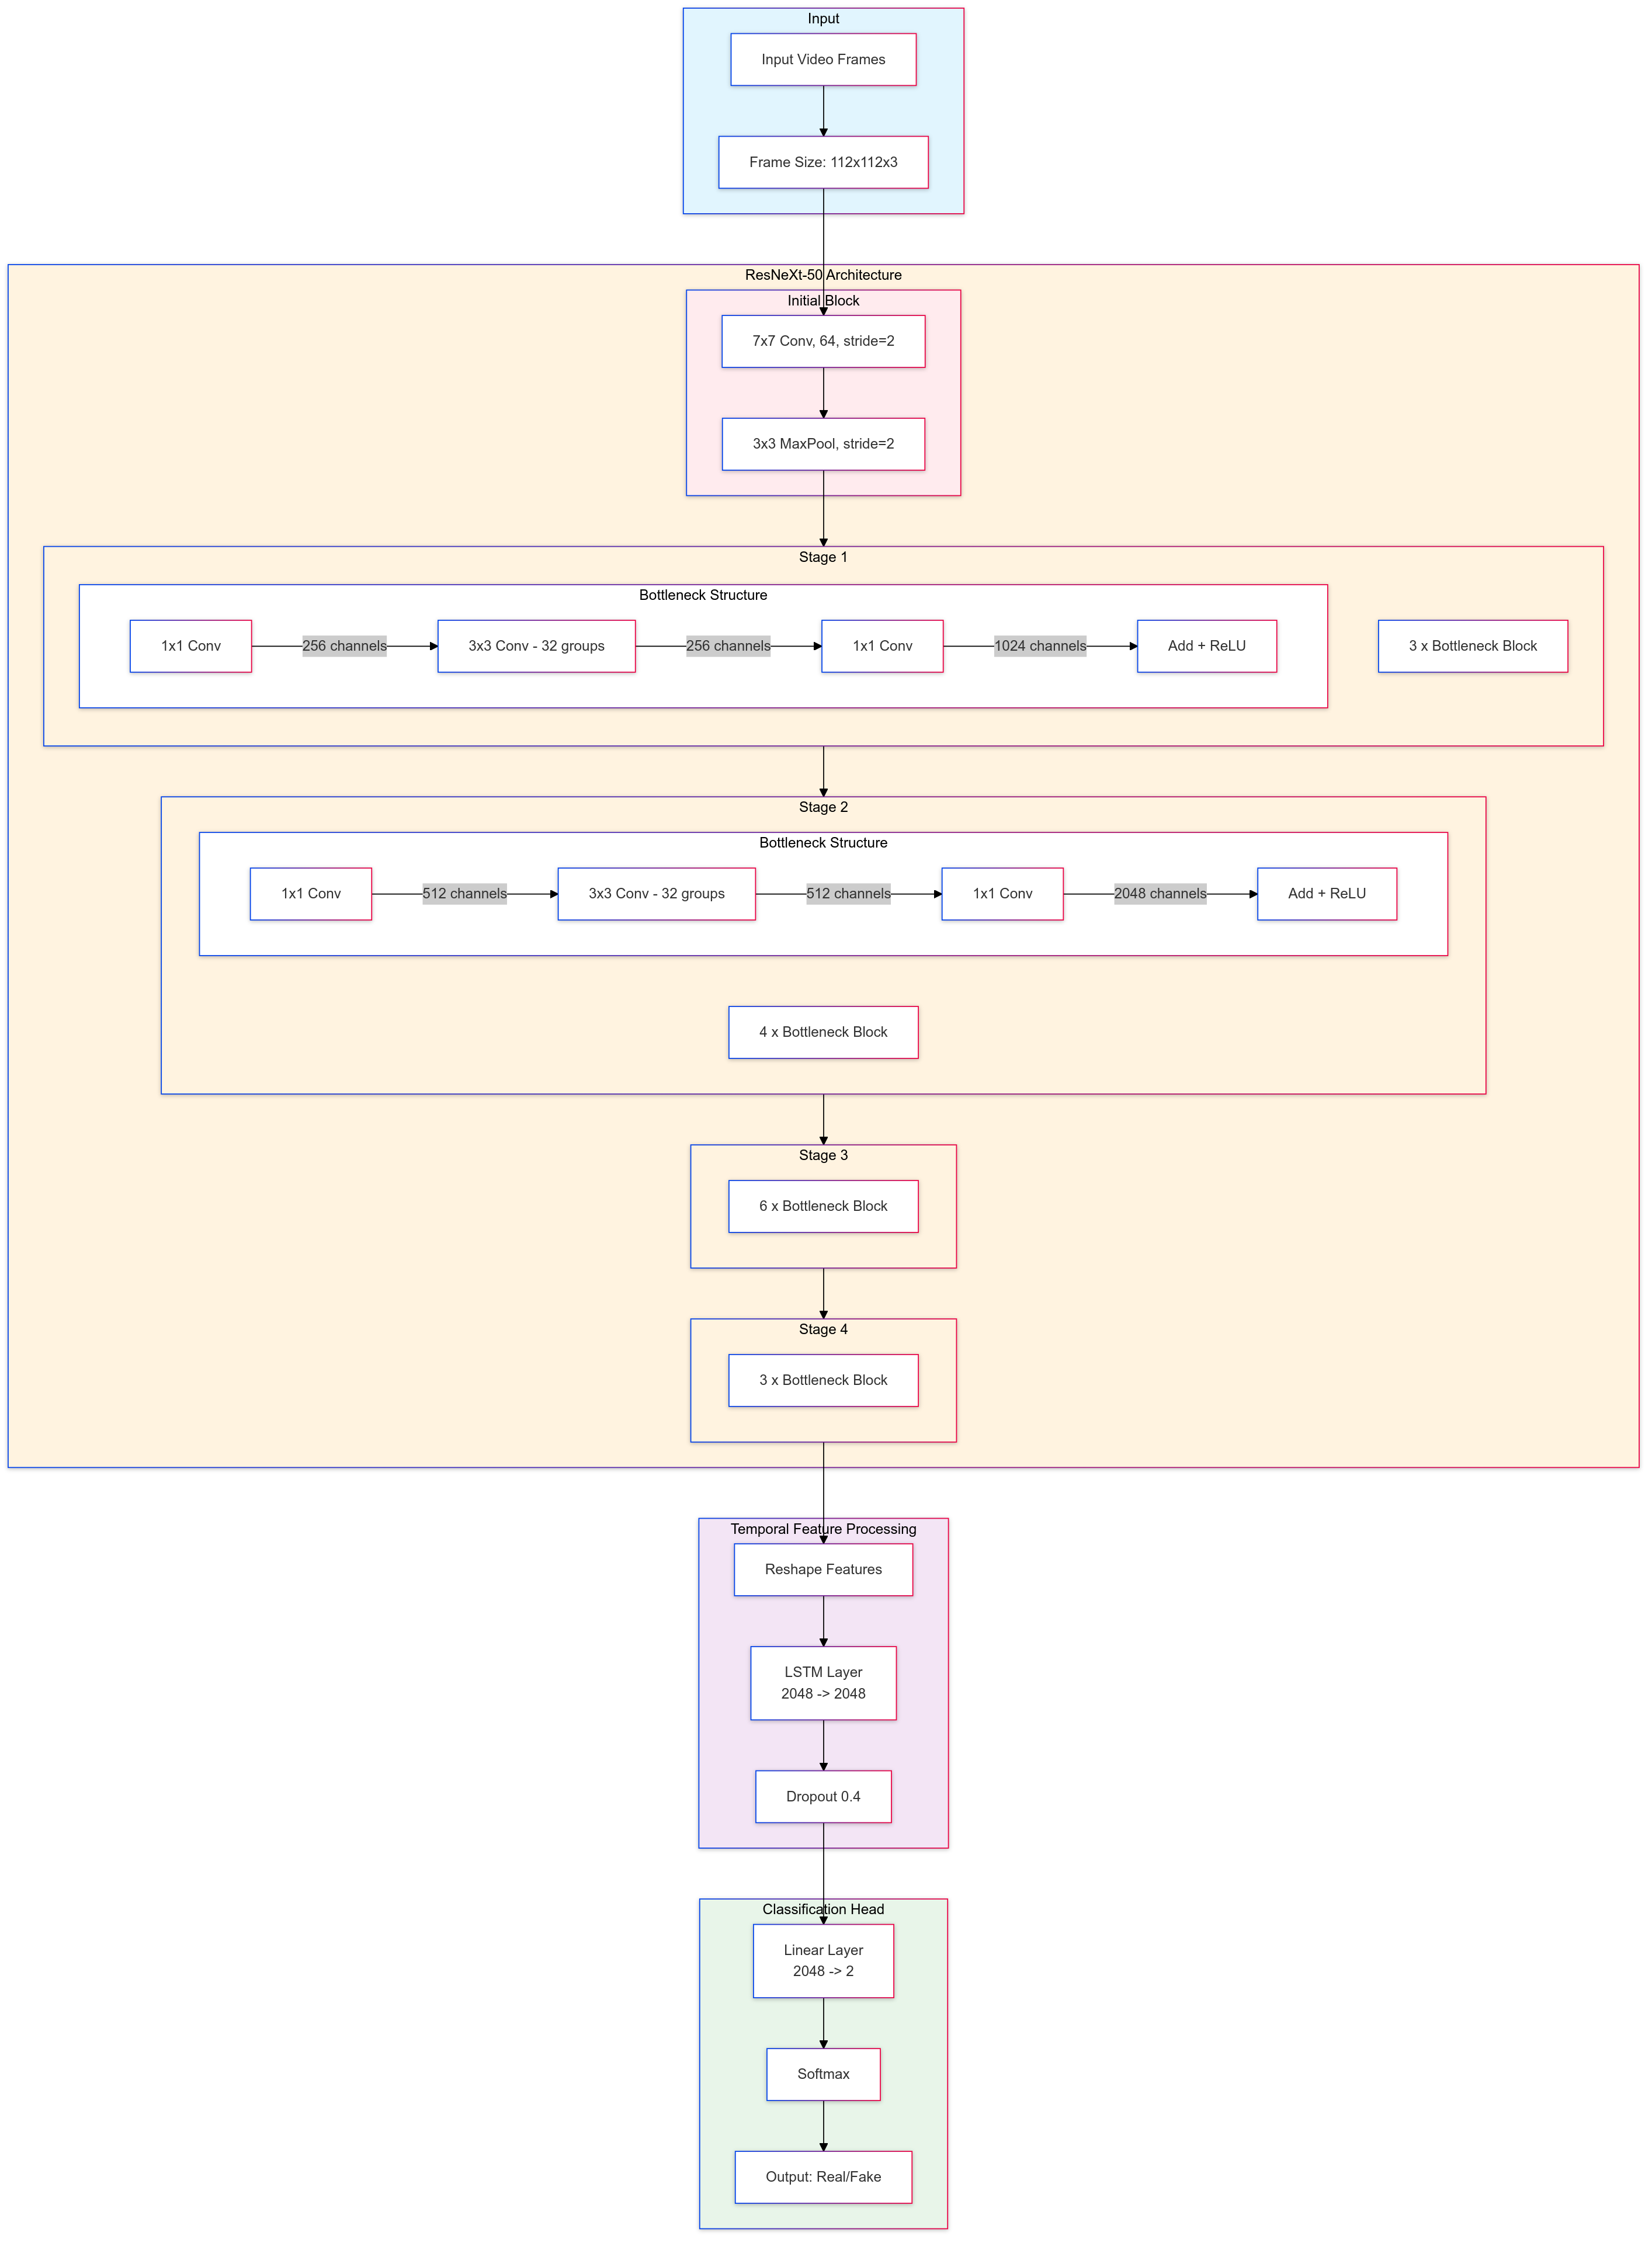 Input
Input Video Frames
Frame Size: 112x112x3
ResNeXt-50 Architecture
Initial Block
7x7 Conv, 64, stride=2
3x3 MaxPool, stride=2
Stage 1
Bottleneck Structure
1x1 Conv
256 channels
3x3 Conv - 32 groups
256 channels
1x1 Conv
1024 channels
Add + ReLU
3 x Bottleneck Block
Stage 2
Bottleneck Structure
1x1 Conv
512 channels
3x3 Conv - 32 groups
512 channels
1x1 Conv
2048 channels
Add + ReLU
4 x Bottleneck Block
Stage 3
6 x Bottleneck Block
Stage 4
3 x Bottleneck Block
Temporal Feature Processing
Reshape Features
LSTM Layer
2048 -> 2048
Dropout 0.4
Classification Head
Linear Layer
2048 -> 2
Softmax
Output: Real/Fake